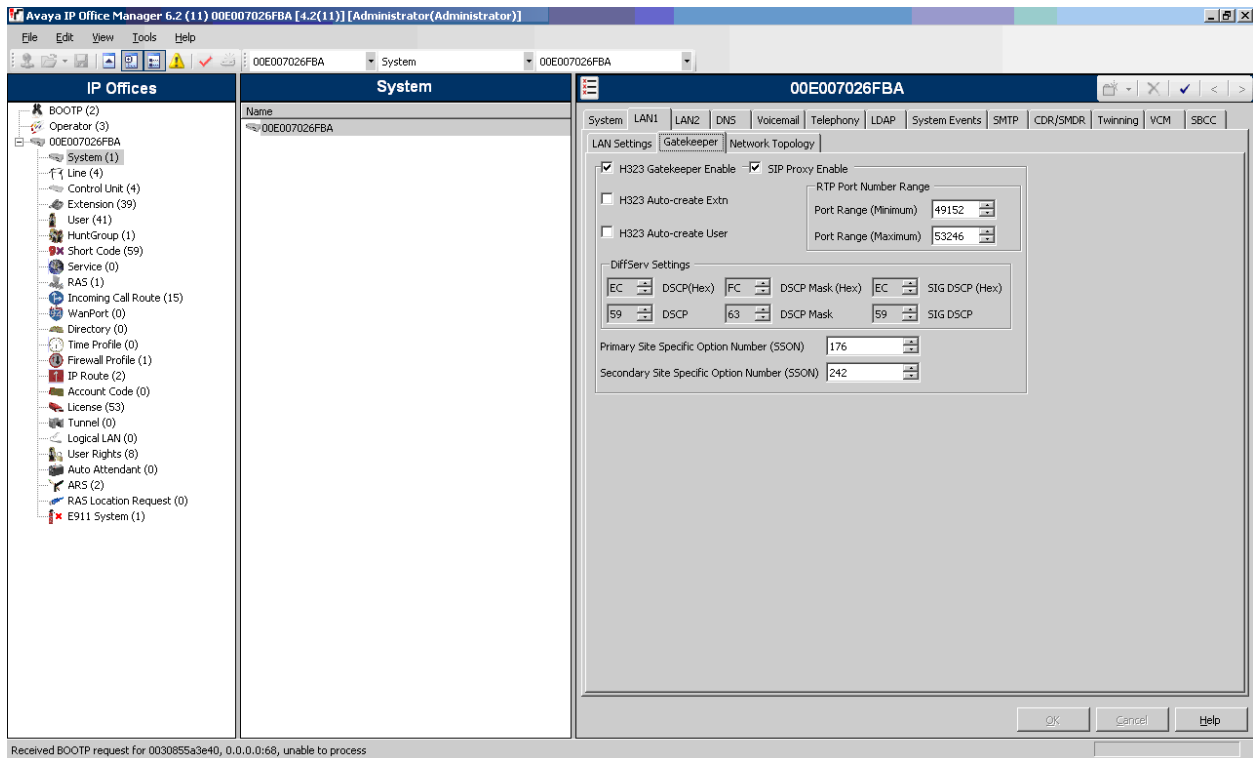 Avaya IP Office Manager 6.2 (11) 00E007026FBA [4.2(11)] [Administrator(Administrator)]
File Edit View Tools Help
00E007026FBA System 00E007026FBA
IP Offices
BOOTP (2)
Operator (3)
00E007026FBA
System (1)
Line (4)
Control Unit (4)
Extension (39)
User (41)
HuntGroup (1)
Short Code (59)
Service (0)
RAS (1)
Incoming Call Route (15)
WanPort (0)
Directory (0)
Time Profile (0)
Firewall Profile (1)
IP Route (2)
Account Code (0)
License (53)
Tunnel (0)
Logical LAN (0)
User Rights (8)
Auto Attendant (0)
ARS (2)
RAS Location Request (0)
E911 System (1)
System
Name
00E007026FBA
00E007026FBA
System LAN1 LAN2 DNS Voicemail Telephony LDAP System Events SMTP CDR/SMDR Twinning VCM SBCC
LAN Settings Gatekeeper Network Topology
H323 Gatekeeper Enable SIP Proxy Enable
H323 Auto-create Extn
H323 Auto-create User
RTP Port Number Range
Port Range (Minimum) 49152
Port Range (Maximum) 53246
DiffServ Settings
EC DSCP(Hex) FC DSCP Mask (Hex) EC SIG DSCP (Hex)
59 DSCP 63 DSCP Mask 59 SIG DSCP
Primary Site Specific Option Number (SSON) 176
Secondary Site Specific Option Number (SSON) 242
OK Cancel Help
Received BOOTP request for 0030855a3e40, 0.0.0.0:68, unable to process